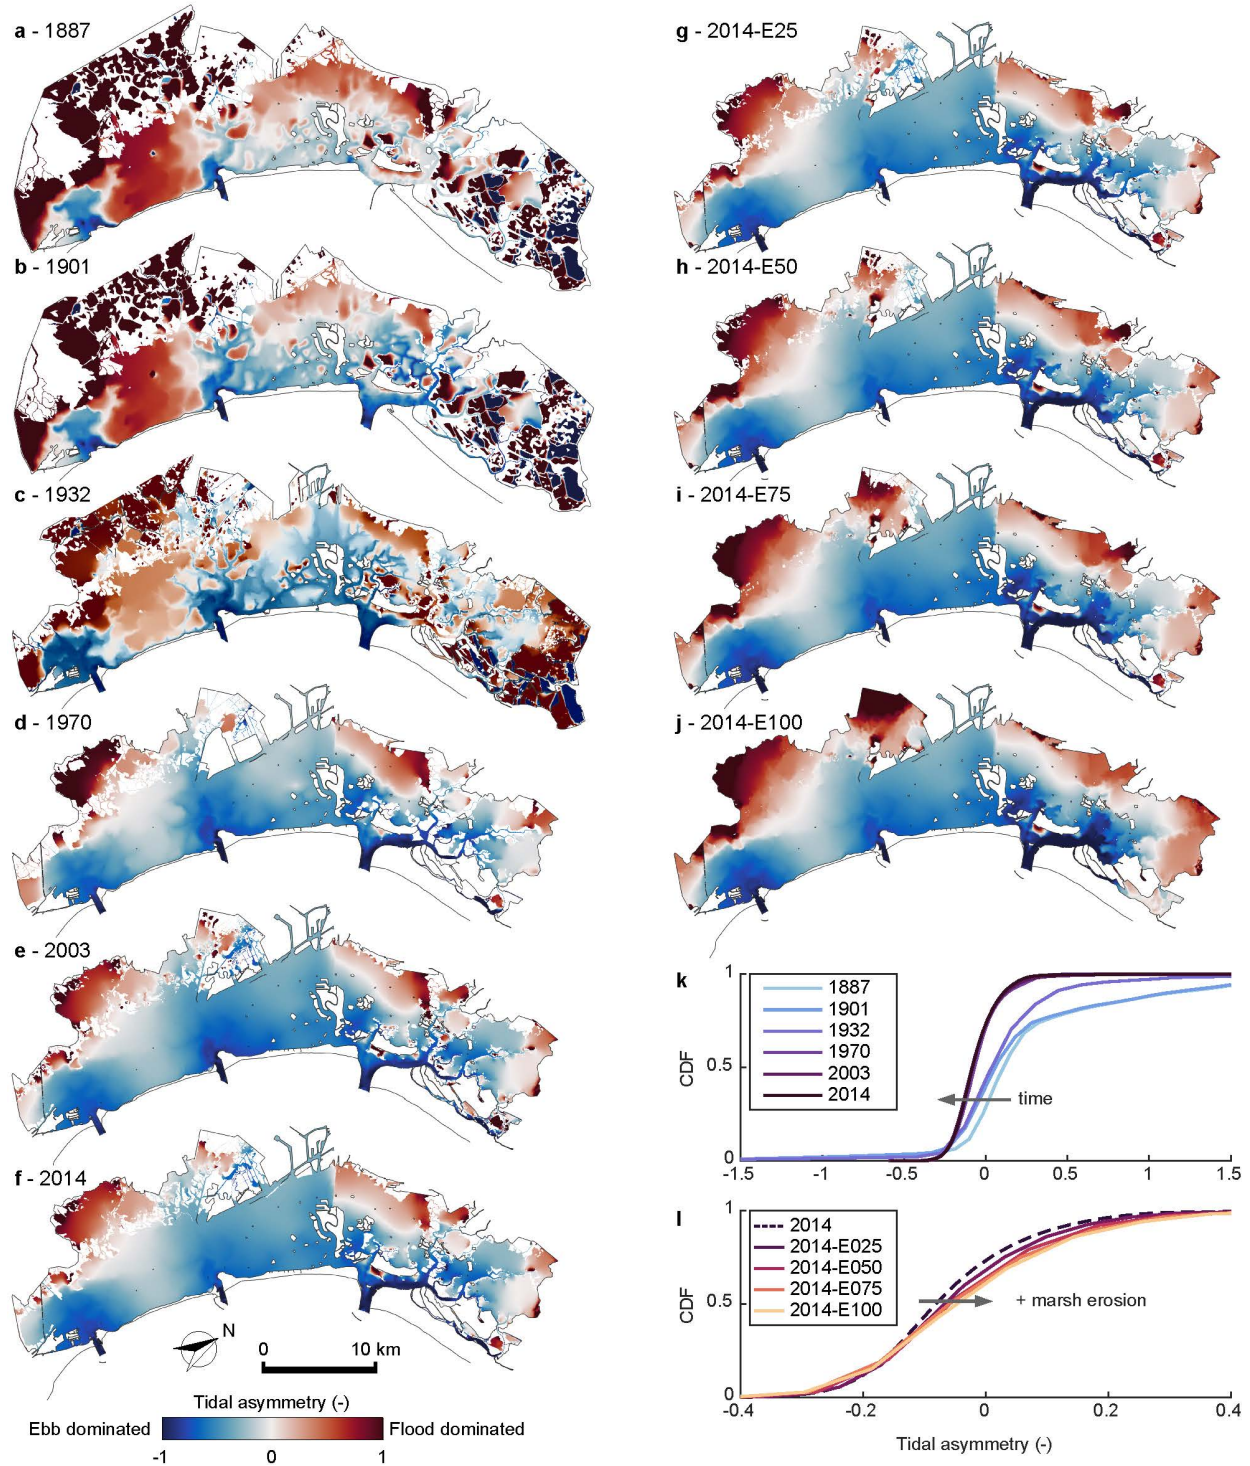 a - 1887
b - 1901
c - 1932
d - 1970
e - 2003
f - 2014
N
0 10 km
Tidal asymmetry (-)
Ebb dominated Flood dominated
-1 0 1
g - 2014-E25
h - 2014-E50
i - 2014-E75
j - 2014-E100
k
1
0.5
0
CDF
1887
1901
1932
1970
2003
2014
time
-1.5 -1 -0.5 0 0.5 1 1.5
l
1
0.5
0
CDF
2014
2014-E025
2014-E050
2014-E075
2014-E100
+ marsh erosion
-0.4 -0.2 0 0.2 0.4
Tidal asymmetry (-)